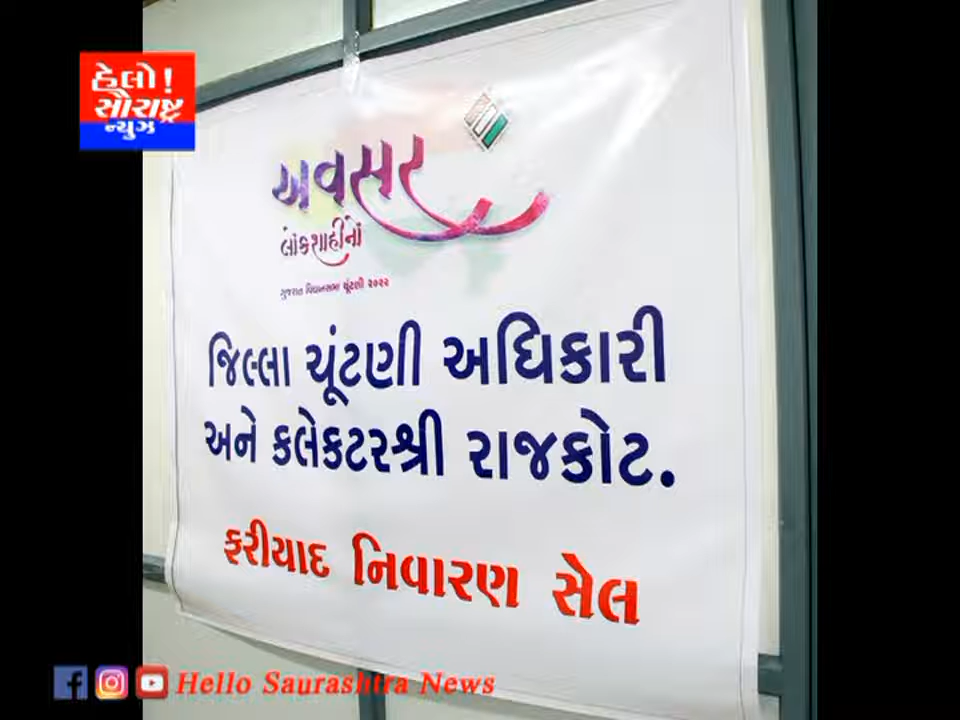 હેલો!
સૌરાષ્ટ્ર
ન્યુઝ
અવસર
લોકશાહીનો
ગુજરાત વિધાનસભા ચૂંટણી ૨૦૨૨
જિલ્લા ચૂંટણી અધિકારી
અને કલેકટરશ્રી રાજકોટ.
ફરીયાદ નિવારણ સેલ
Hello Saurashtra News